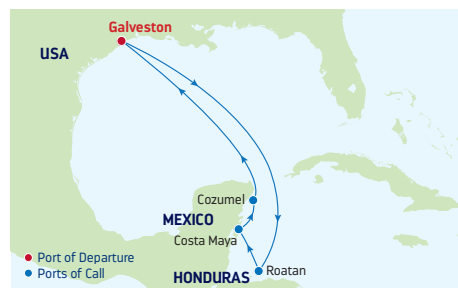 Galveston
USA
Cozumel
MEXICO
Costa Maya
Port of Departure
Ports of Call
HONDURAS
Roatan